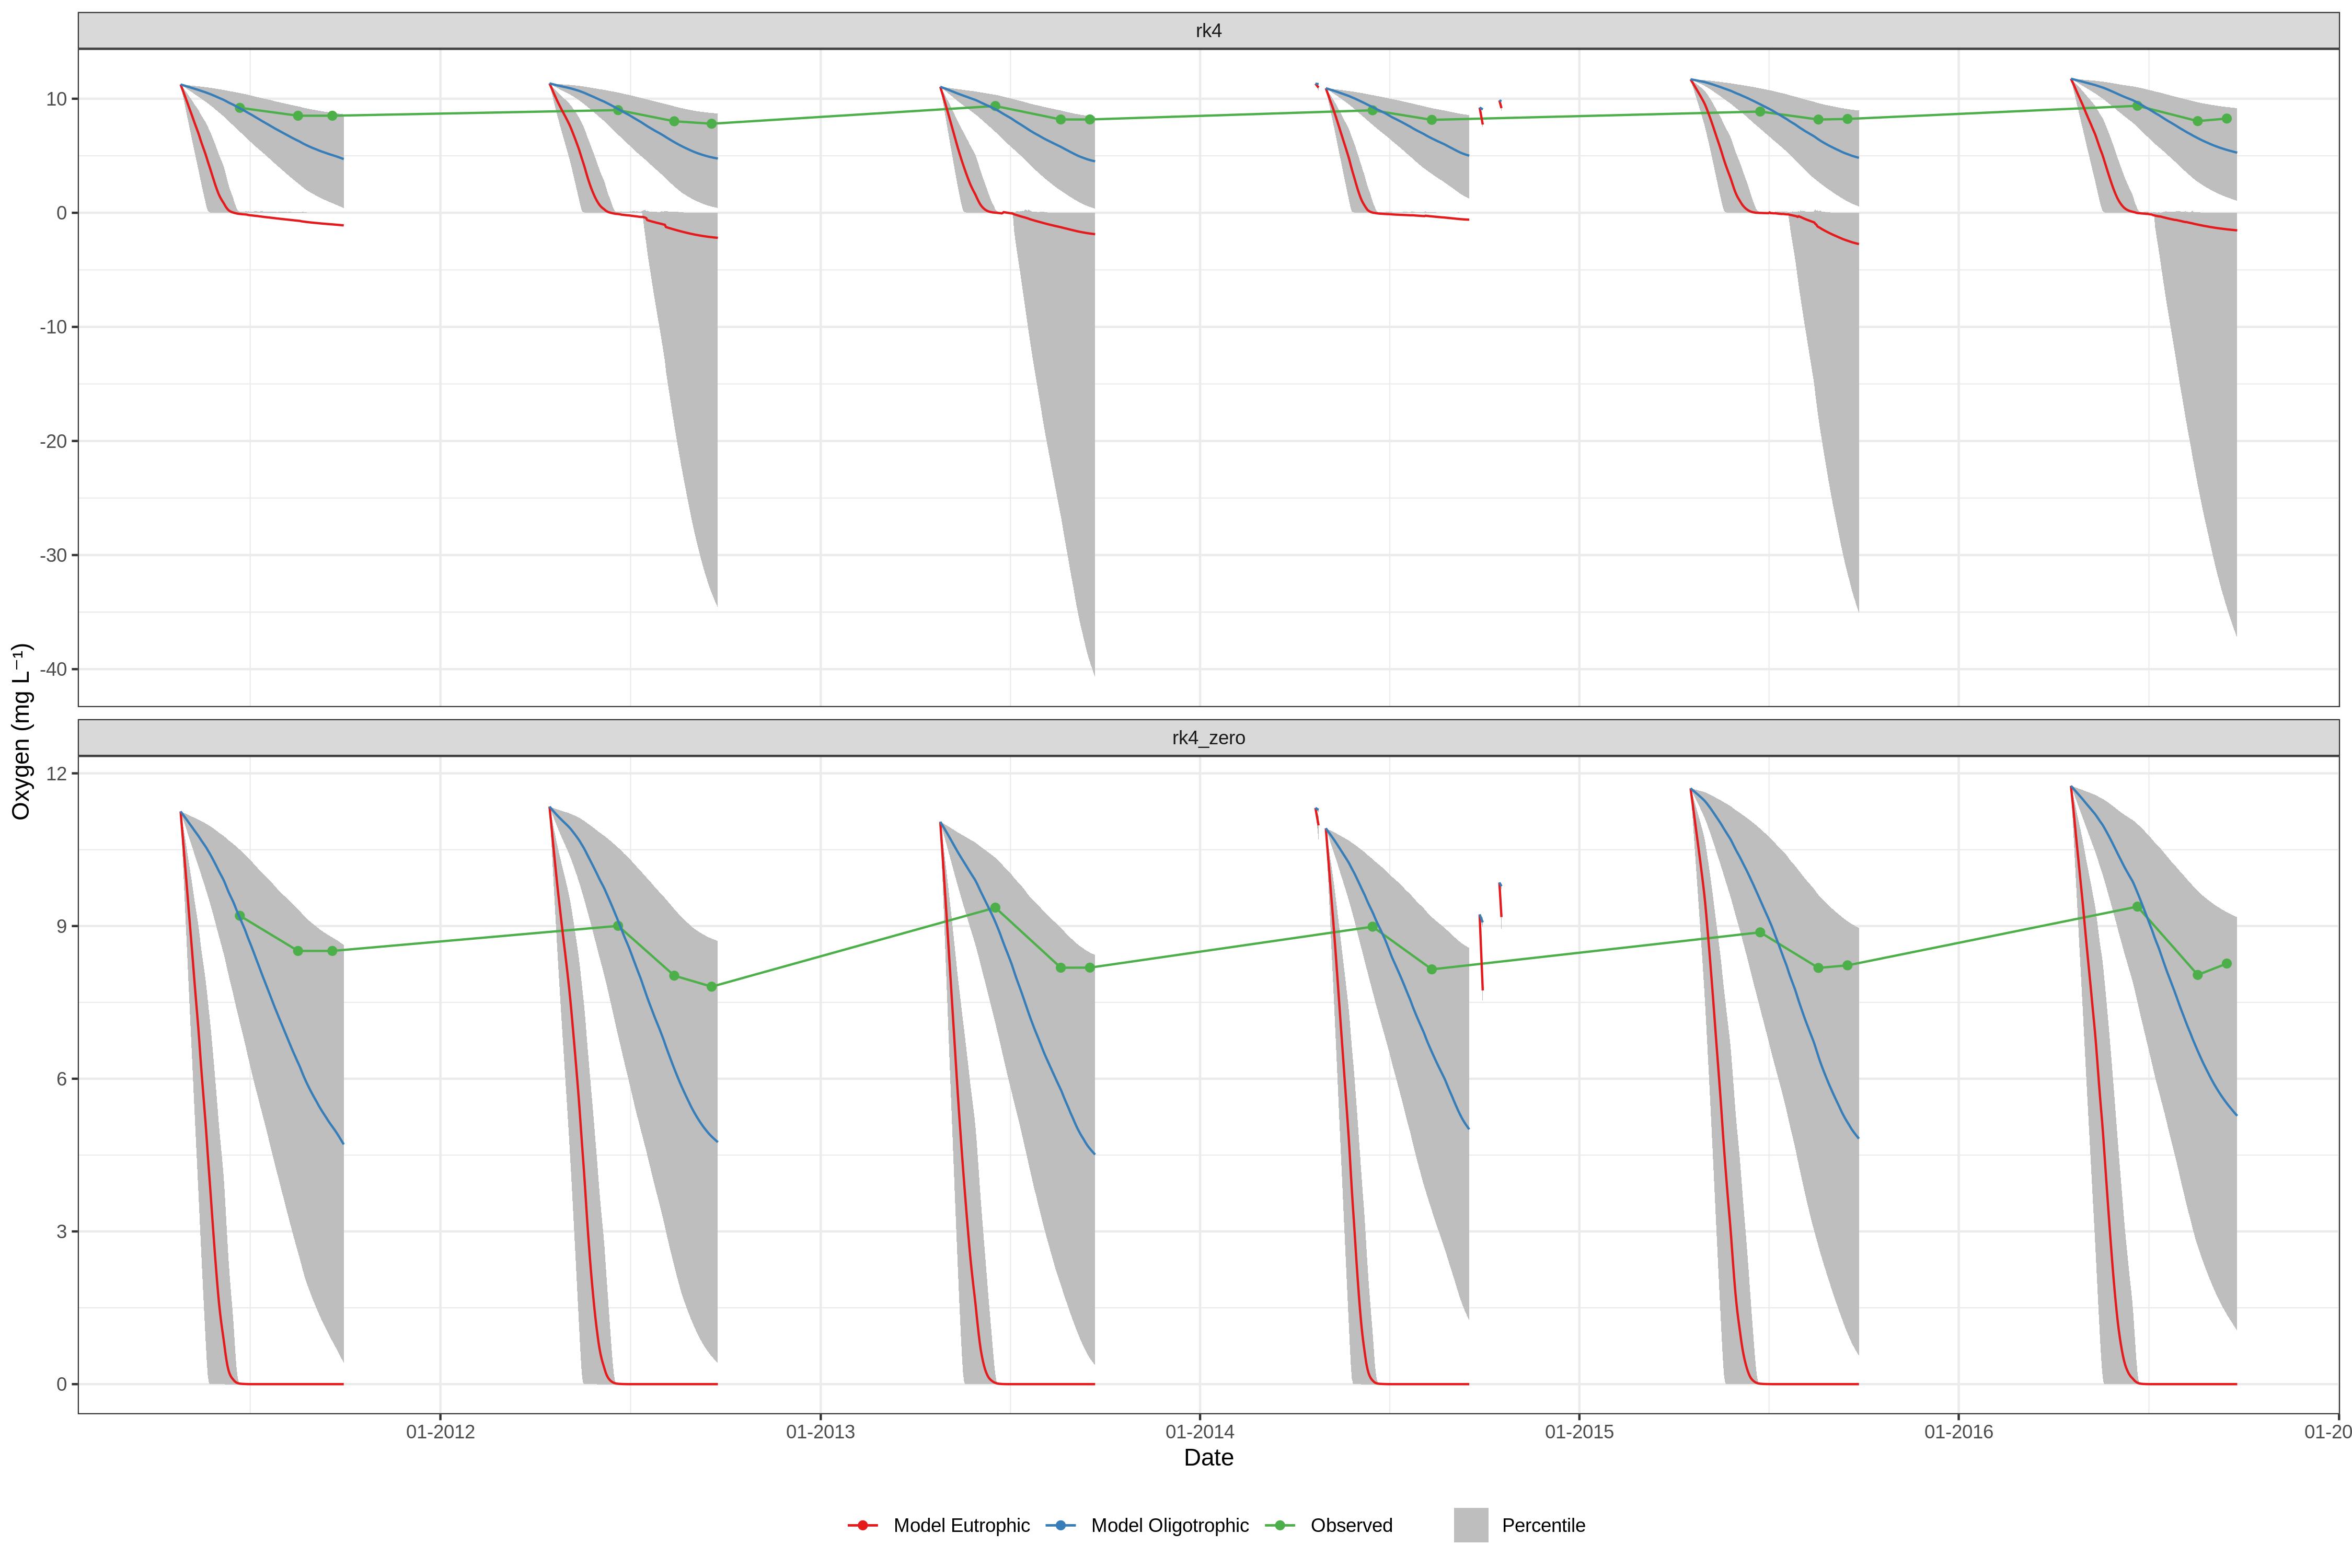 rk4
10
0
-10
-20
-30
-40
Oxygen (mg L⁻¹)
rk4_zero
12
9
6
3
0
01-2012
01-2013
01-2014
01-2015
01-2016
01-20
Date
Model Eutrophic
Model Oligotrophic
Observed
Percentile